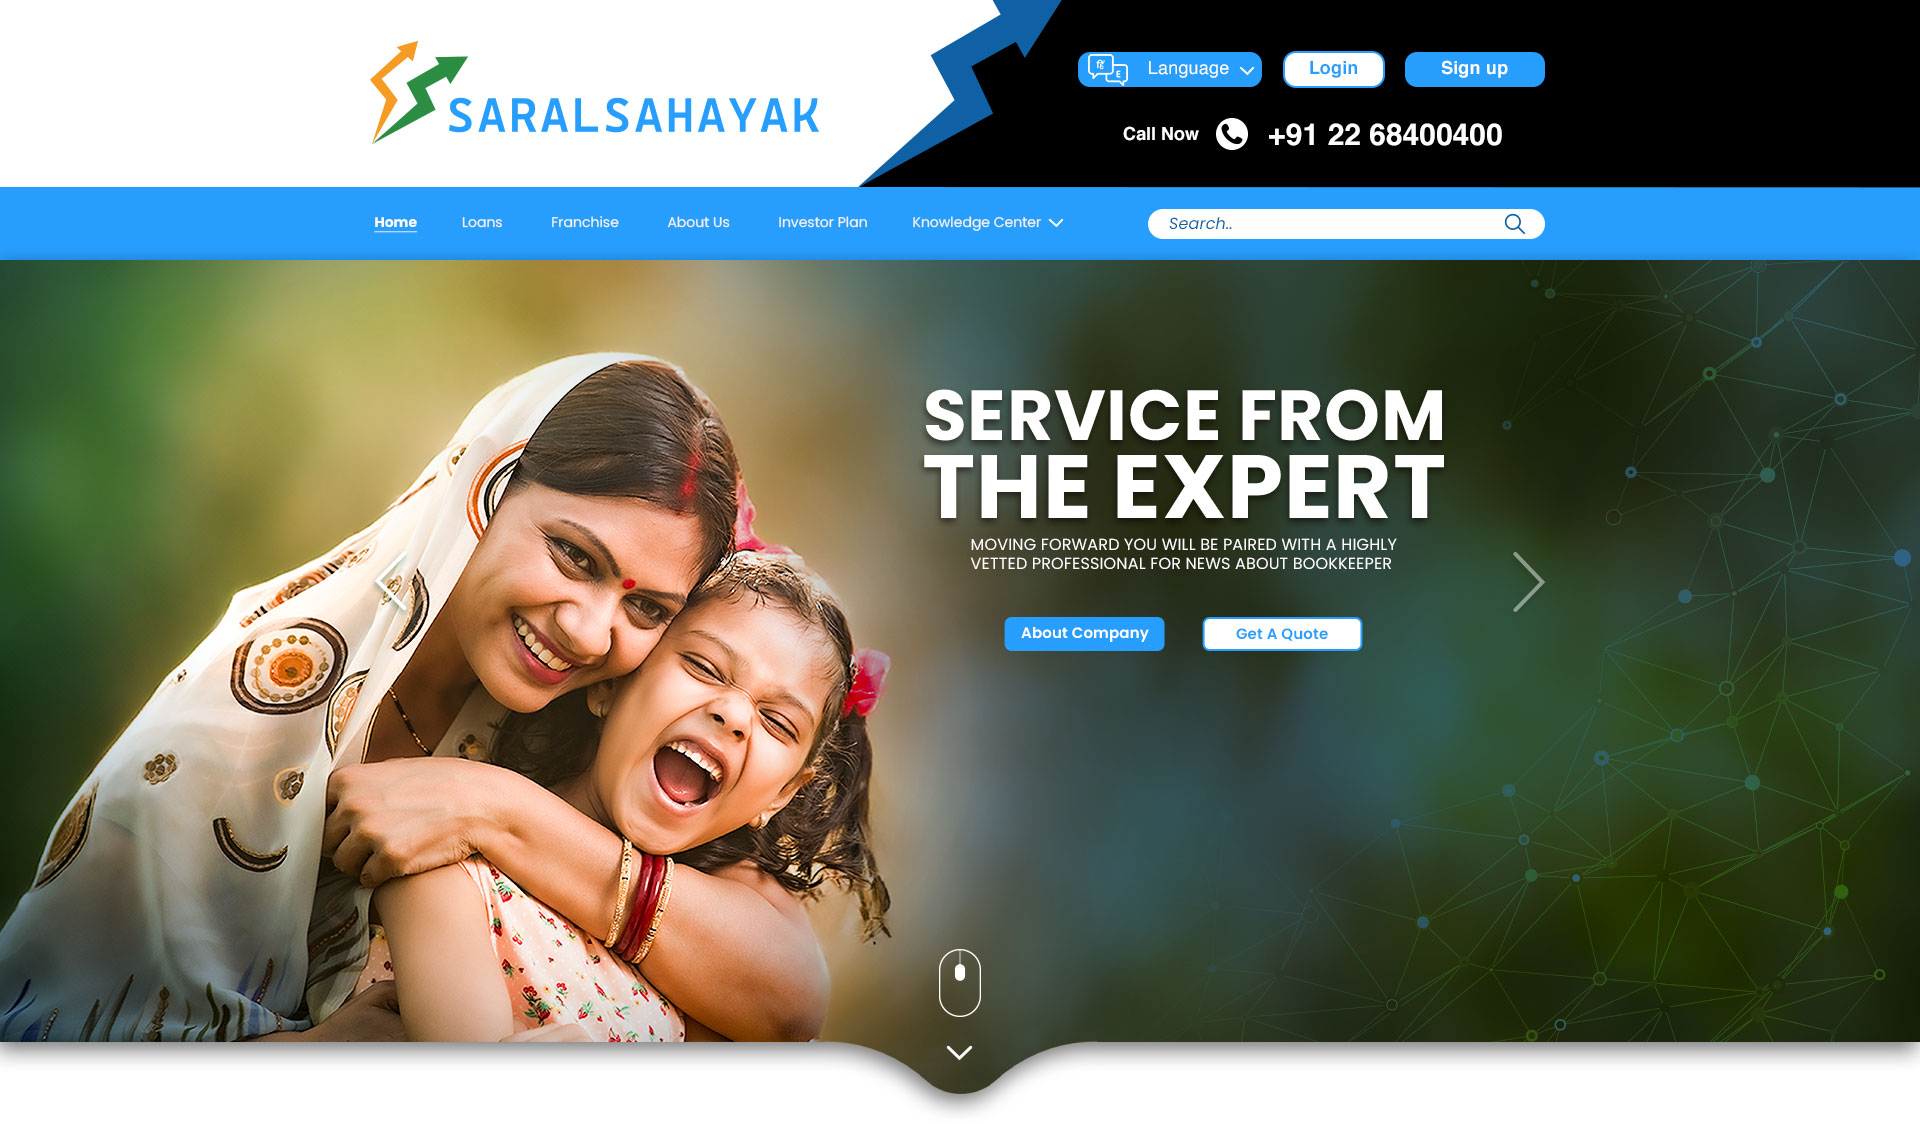 SARALSAHAYAK
हिं
E
Language
Login
Sign up
Call Now
+91 22 68400400
Home
Loans
Franchise
About Us
Investor Plan
Knowledge Center
Search..
SERVICE FROM
THE EXPERT
MOVING FORWARD YOU WILL BE PAIRED WITH A HIGHLY
VETTED PROFESSIONAL FOR NEWS ABOUT BOOKKEEPER
About Company
Get A Quote